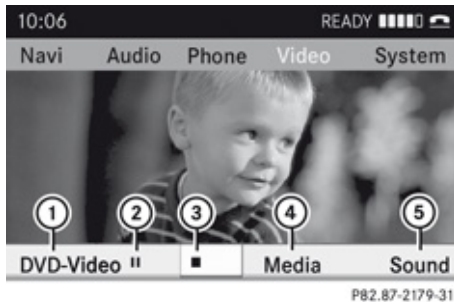 10:06 READY
Navi Audio Phone Video System
1 2 3 4 5
DVD-Video Media Sound
P82.87-2179-31